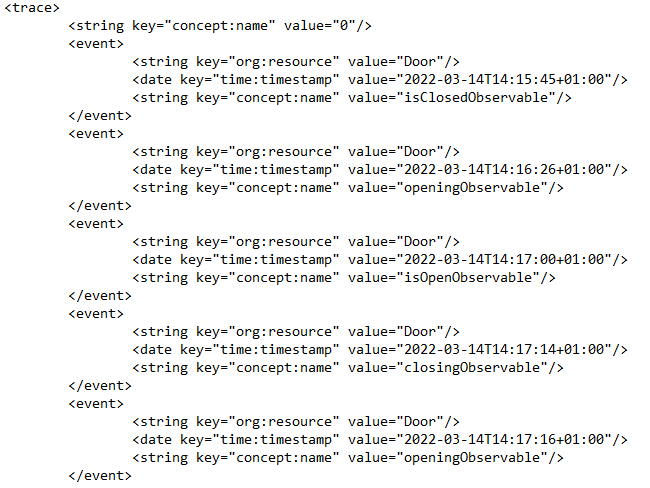 <trace>
<string key="concept:name" value="0"/>
<event>
<string key="org:resource" value="Door"/>
<date key="time:timestamp" value="2022-03-14T14:15:45+01:00"/>
<string key="concept:name" value="isClosedObservable"/>
</event>
<event>
<string key="org:resource" value="Door"/>
<date key="time:timestamp" value="2022-03-14T14:16:26+01:00"/>
<string key="concept:name" value="openingObservable"/>
</event>
<event>
<string key="org:resource" value="Door"/>
<date key="time:timestamp" value="2022-03-14T14:17:00+01:00"/>
<string key="concept:name" value="isOpenObservable"/>
</event>
<event>
<string key="org:resource" value="Door"/>
<date key="time:timestamp" value="2022-03-14T14:17:14+01:00"/>
<string key="concept:name" value="closingObservable"/>
</event>
<event>
<string key="org:resource" value="Door"/>
<date key="time:timestamp" value="2022-03-14T14:17:16+01:00"/>
<string key="concept:name" value="openingObservable"/>
</event>